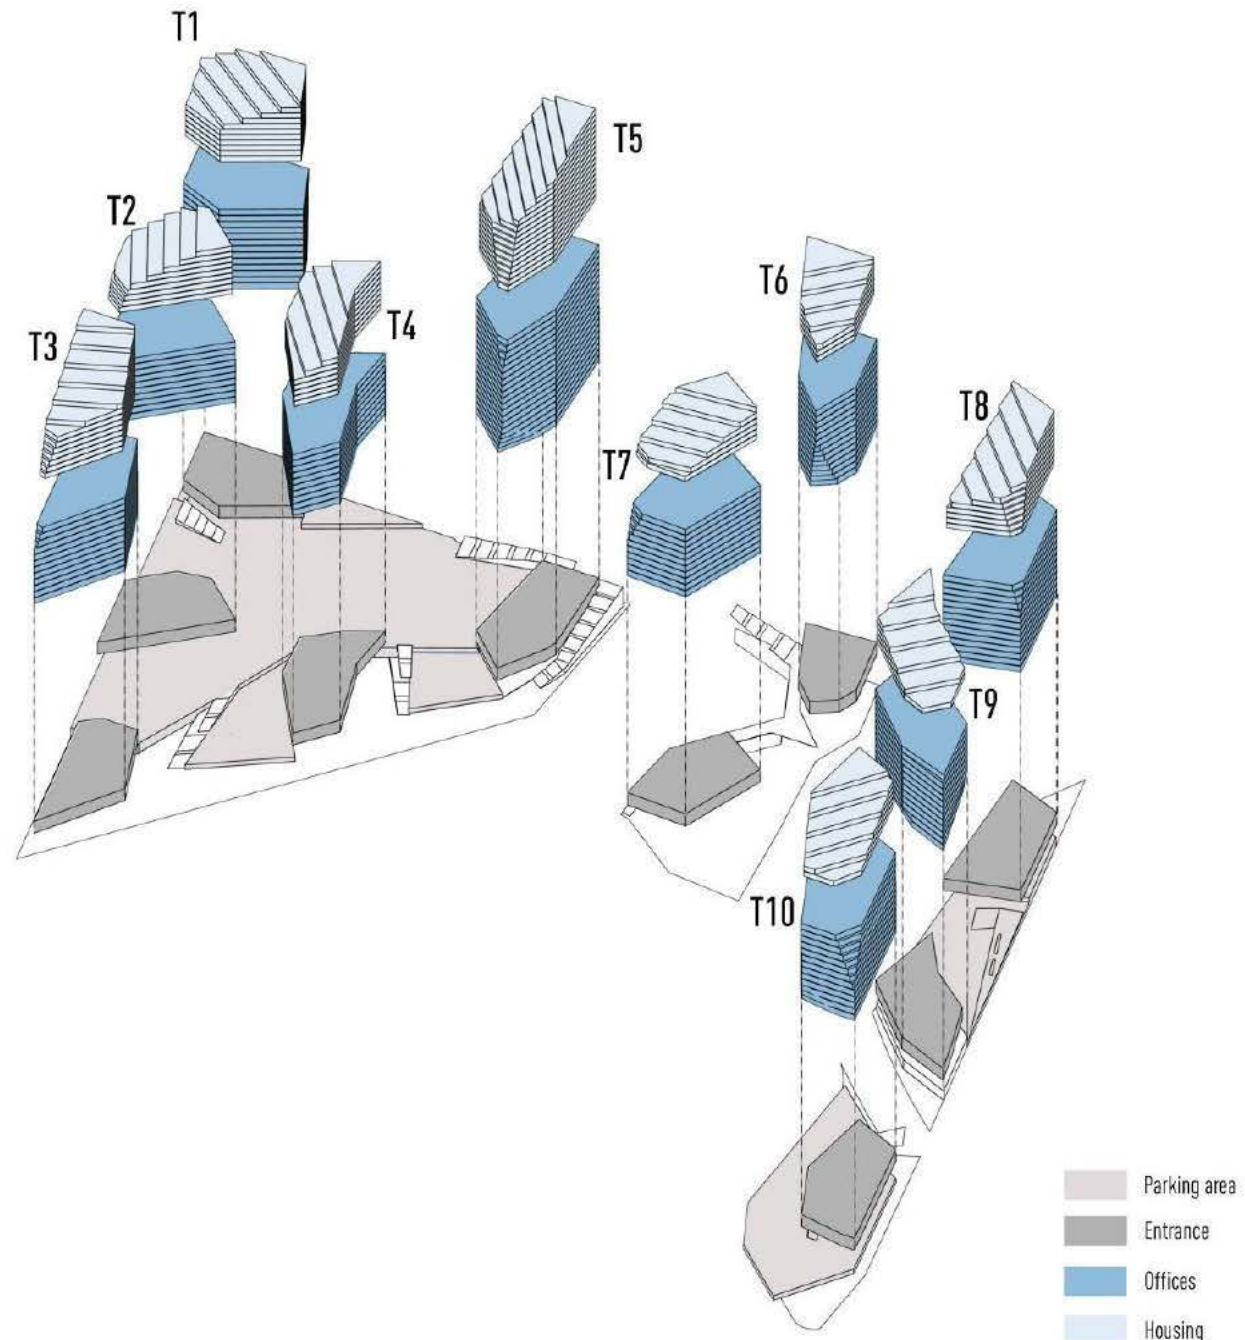 T1
T5
T2
T6
T4
T3
T8
T7
T9
T10
Parking area
Entrance
Offices
Housing